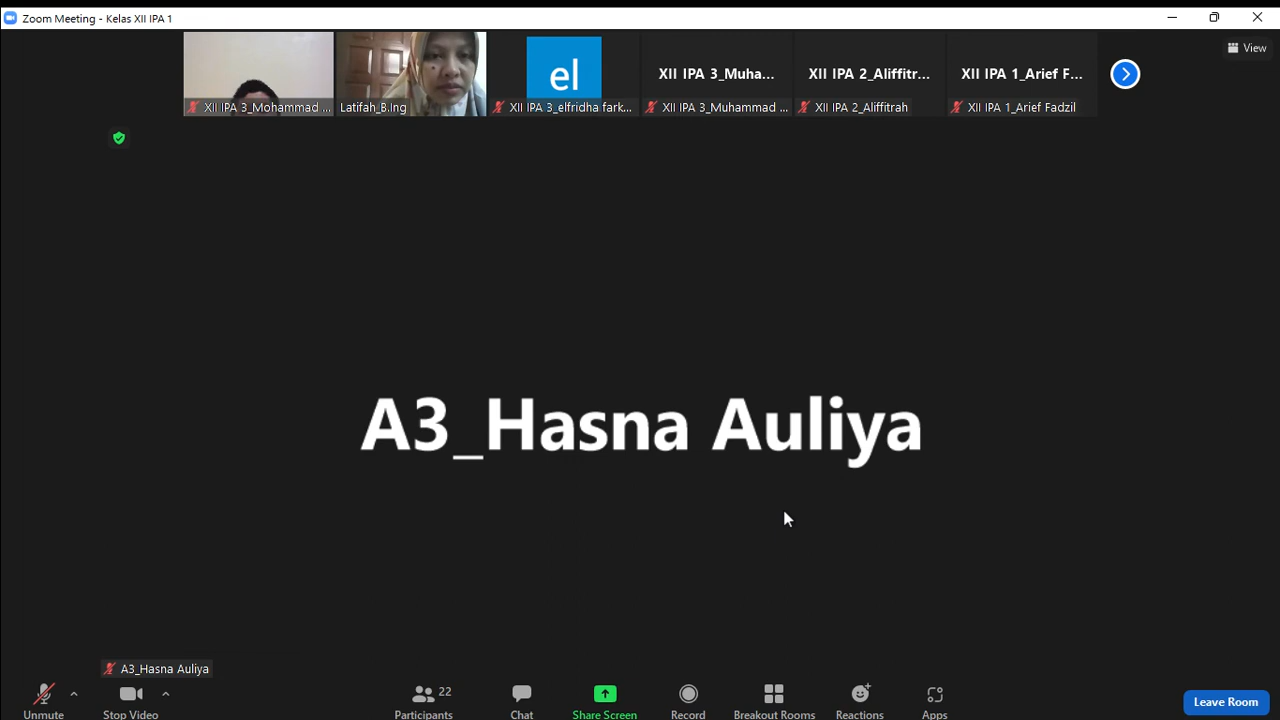 Zoom Meeting - Kelas XII IPA 1
View
el
XII IPA 3_Muha...
XII IPA 2_Aliffitr...
XII IPA 1_Arief F...
XII IPA 3_Mohammad ...
Latifah_B.Ing
XII IPA 3_elfridha fark...
XII IPA 3_Muhammad ...
XII IPA 2_Aliffitrah
XII IPA 1_Arief Fadzil
A3_Hasna Auliya
A3_Hasna Auliya
22
Unmute
Stop Video
Participants
Chat
Share Screen
Record
Breakout Rooms
Reactions
Apps
Leave Room